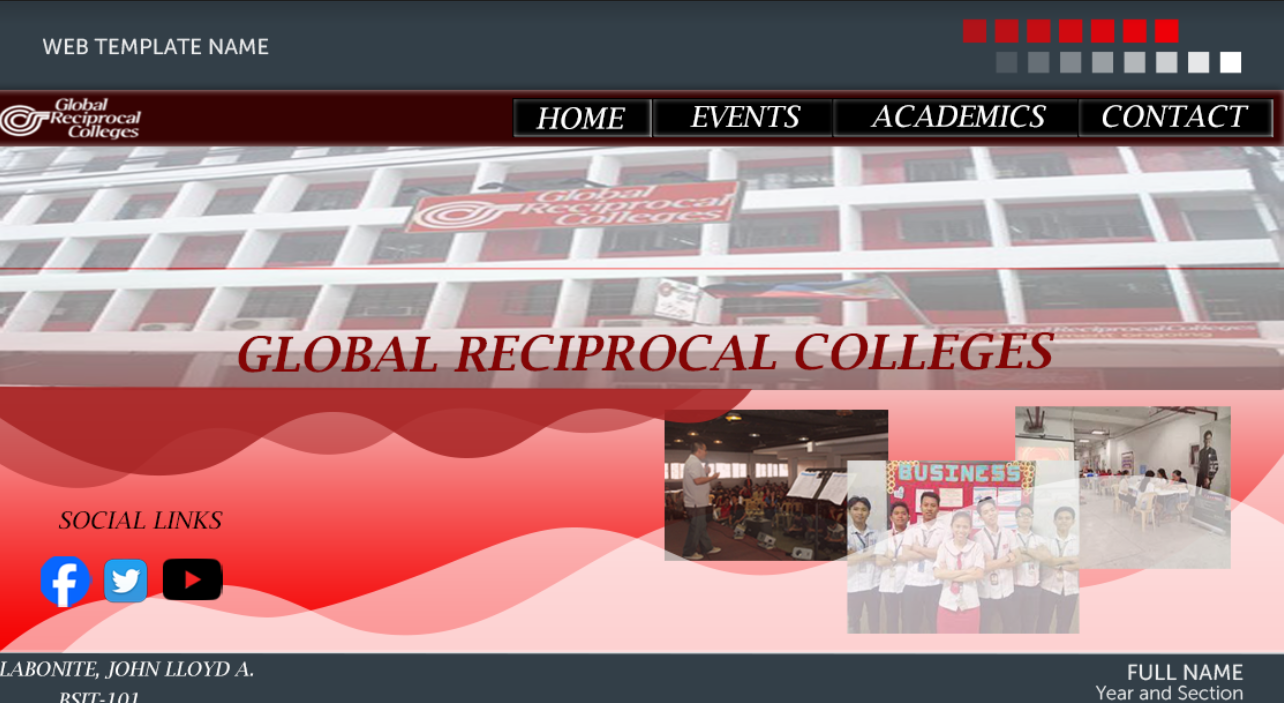 WEB TEMPLATE NAME
Global
Reciprocal
Colleges
HOME
EVENTS
ACADEMICS
CONTACT
Global
Reciprocal
Colleges
GLOBAL RECIPROCAL COLLEGES
BUSINESS
SOCIAL LINKS
LABONITE, JOHN LLOYD A.
BSIT-101
FULL NAME
Year and Section